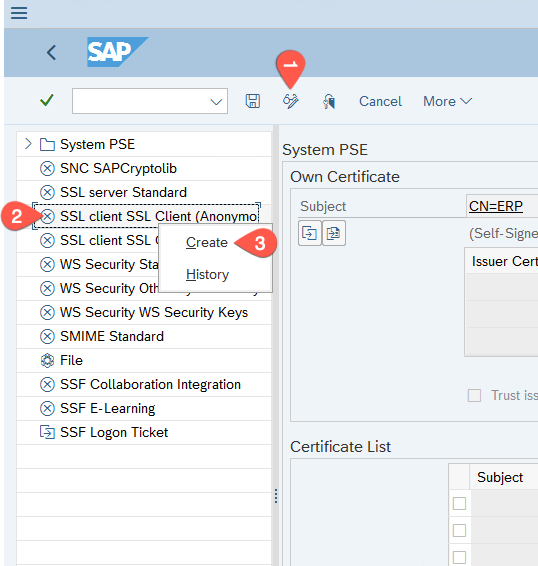 SAP
1
Cancel More
System PSE
SNC SAPCryptolib
SSL server Standard
2 SSL client SSL Client (Anonymo
SSL client SSL
Create 3
WS Security Sta
History
WS Security Oth
WS Security WS Security Keys
SMIME Standard
File
SSF Collaboration Integration
SSF E-Learning
SSF Logon Ticket
System PSE
Own Certificate
Subject CN=ERP
(Self-Signe
Issuer Cert
Trust iss
Certificate List
Subject